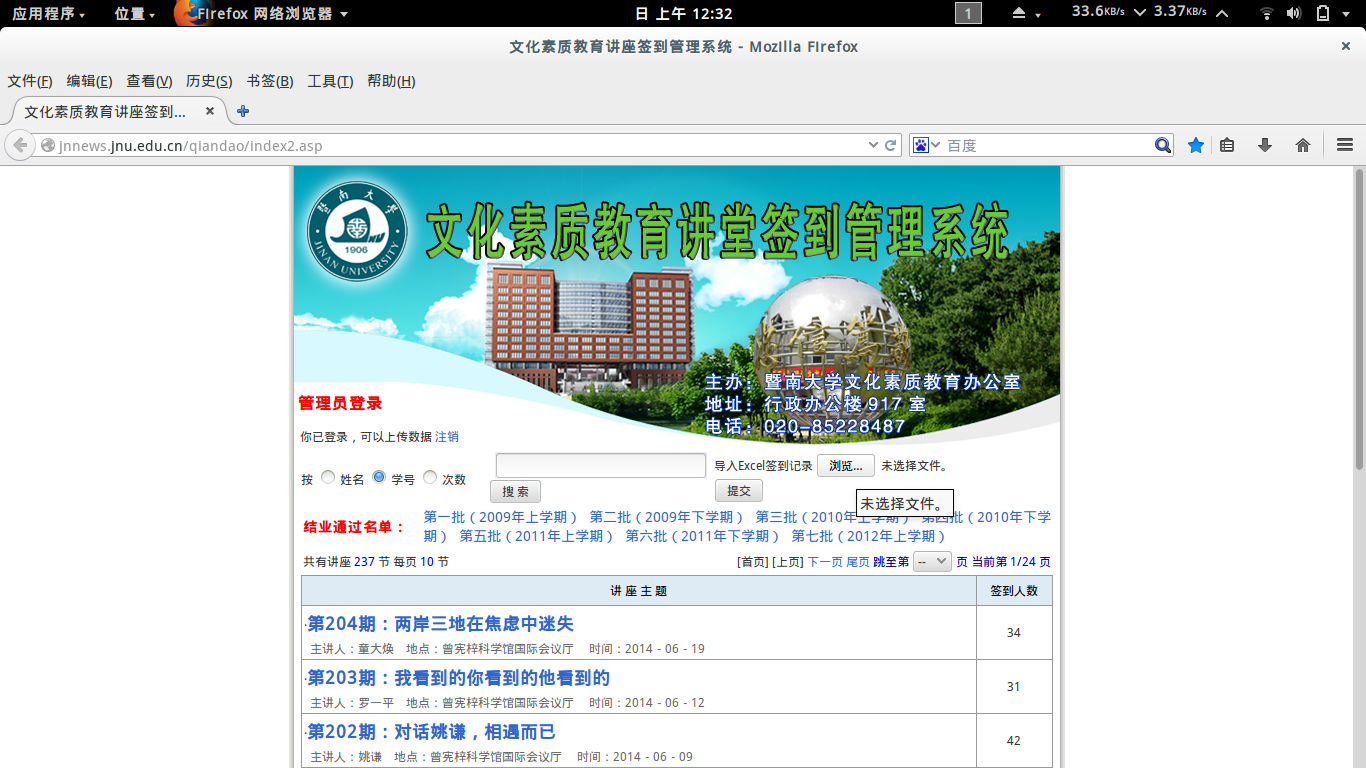 应用程序 位置 Firefox 网络浏览器 日 上午 12:32 1 33.6KB/s 3.17KB/s
文化素质教育讲座签到管理系统 - Mozilla Firefox
文件(F) 编辑(E) 查看(V) 历史(S) 书签(B) 工具(T) 帮助(H)
文化素质教育讲座签到...
jnnews.jnu.edu.cn/qiandao/index2.asp 百度
暨南大学
1906
JINAN UNIVERSITY
文化素质教育讲堂签到管理系统
主办：暨南大学文化素质教育办公室
地址：行政办公楼 917 室
电话：020-85228487
管理员登录
你已登录，可以上传数据 注销
按 姓名 学号 次数 导入Excel签到记录 浏览... 未选择文件。
搜 索 提交
未选择文件。
结业通过名单：
第一批（2009年上学期） 第二批（2009年下学期） 第三批（2010年上学期） 第四批（2010年下学
期） 第五批（2011年上学期） 第六批（2011年下学期） 第七批（2012年上学期）
共有讲座 237 节 每页 10 节 [首页] [上页] 下一页 尾页 跳至第 -- 页 当前第 1/24 页
讲 座 主 题 签到人数
·第204期：两岸三地在焦虑中迷失
主讲人：童大焕 地点：曾宪梓科学馆国际会议厅 时间：2014 - 06 - 19
34
·第203期：我看到的你看到的他看到的
主讲人：罗一平 地点：曾宪梓科学馆国际会议厅 时间：2014 - 06 - 12
31
·第202期：对话姚谦，相遇而已
主讲人：姚谦 地点：曾宪梓科学馆国际会议厅 时间：2014 - 06 - 09
42